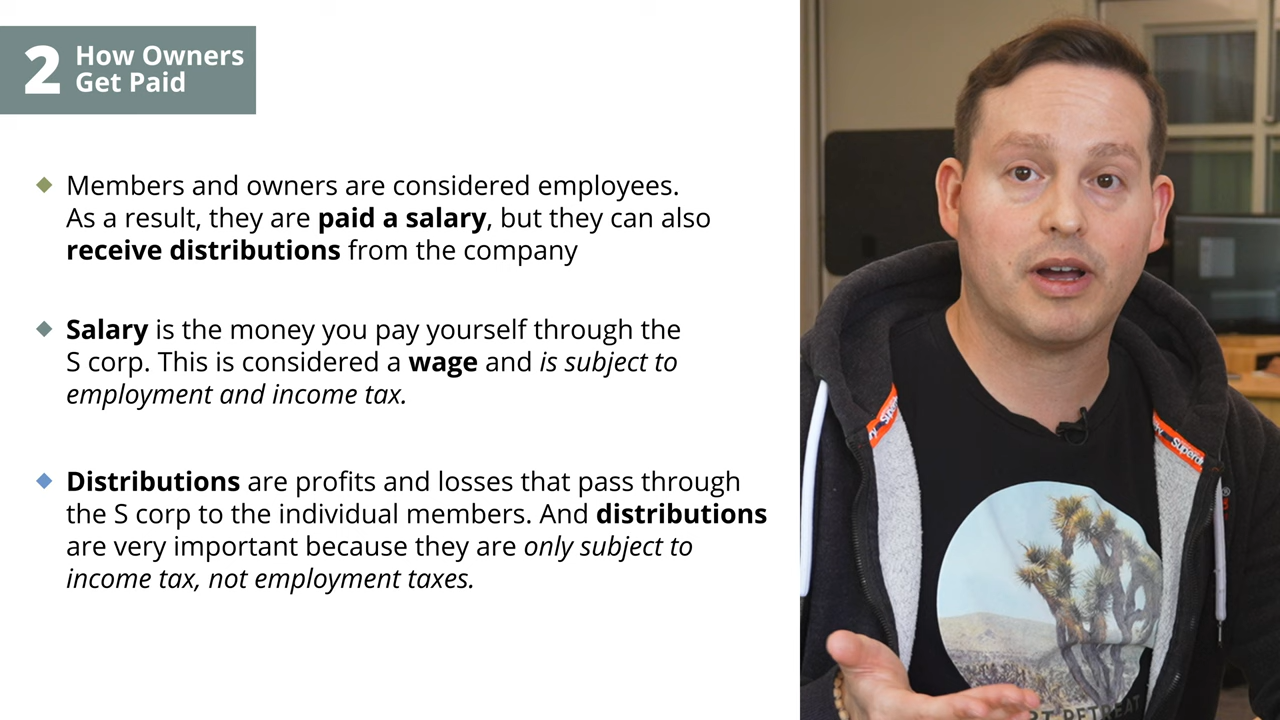 2 How Owners
Get Paid
Members and owners are considered employees.
As a result, they are paid a salary, but they can also
receive distributions from the company
Salary is the money you pay yourself through the
S corp. This is considered a wage and is subject to
employment and income tax.
Distributions are profits and losses that pass through
the S corp to the individual members. And distributions
are very important because they are only subject to
income tax, not employment taxes.
RETREAT